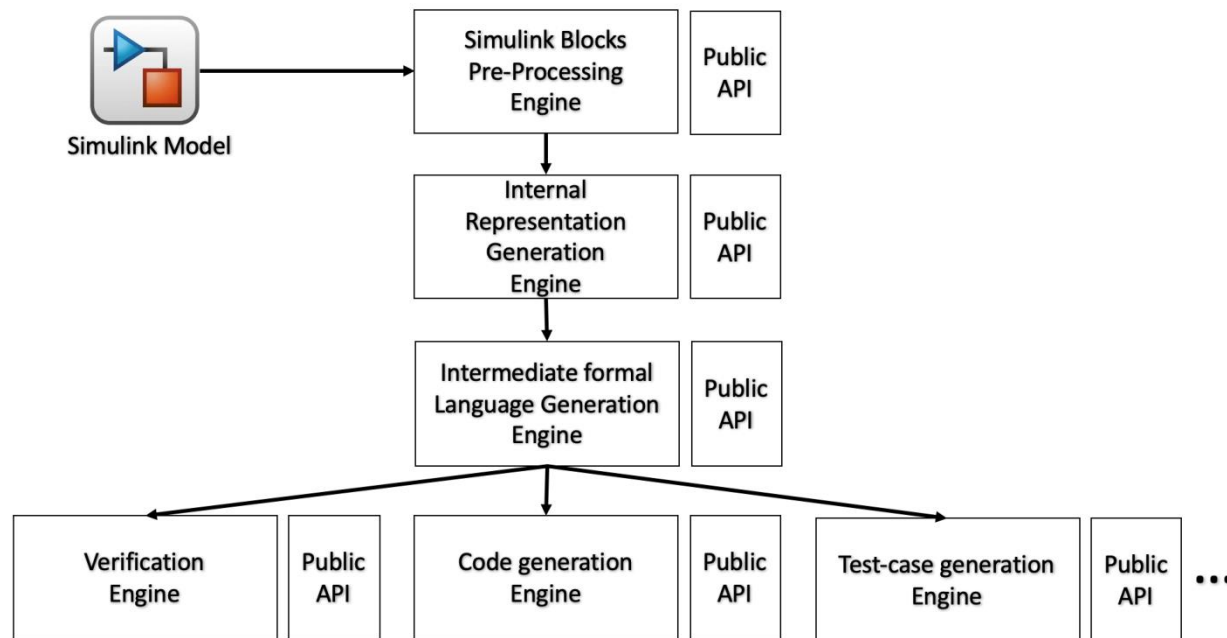 Simulink Model
Simulink Blocks
Pre-Processing
Engine
Public
API
Internal
Representation
Generation
Engine
Public
API
Intermediate formal
Language Generation
Engine
Public
API
Verification
Engine
Public
API
Code generation
Engine
Public
API
Test-case generation
Engine
Public
API
...